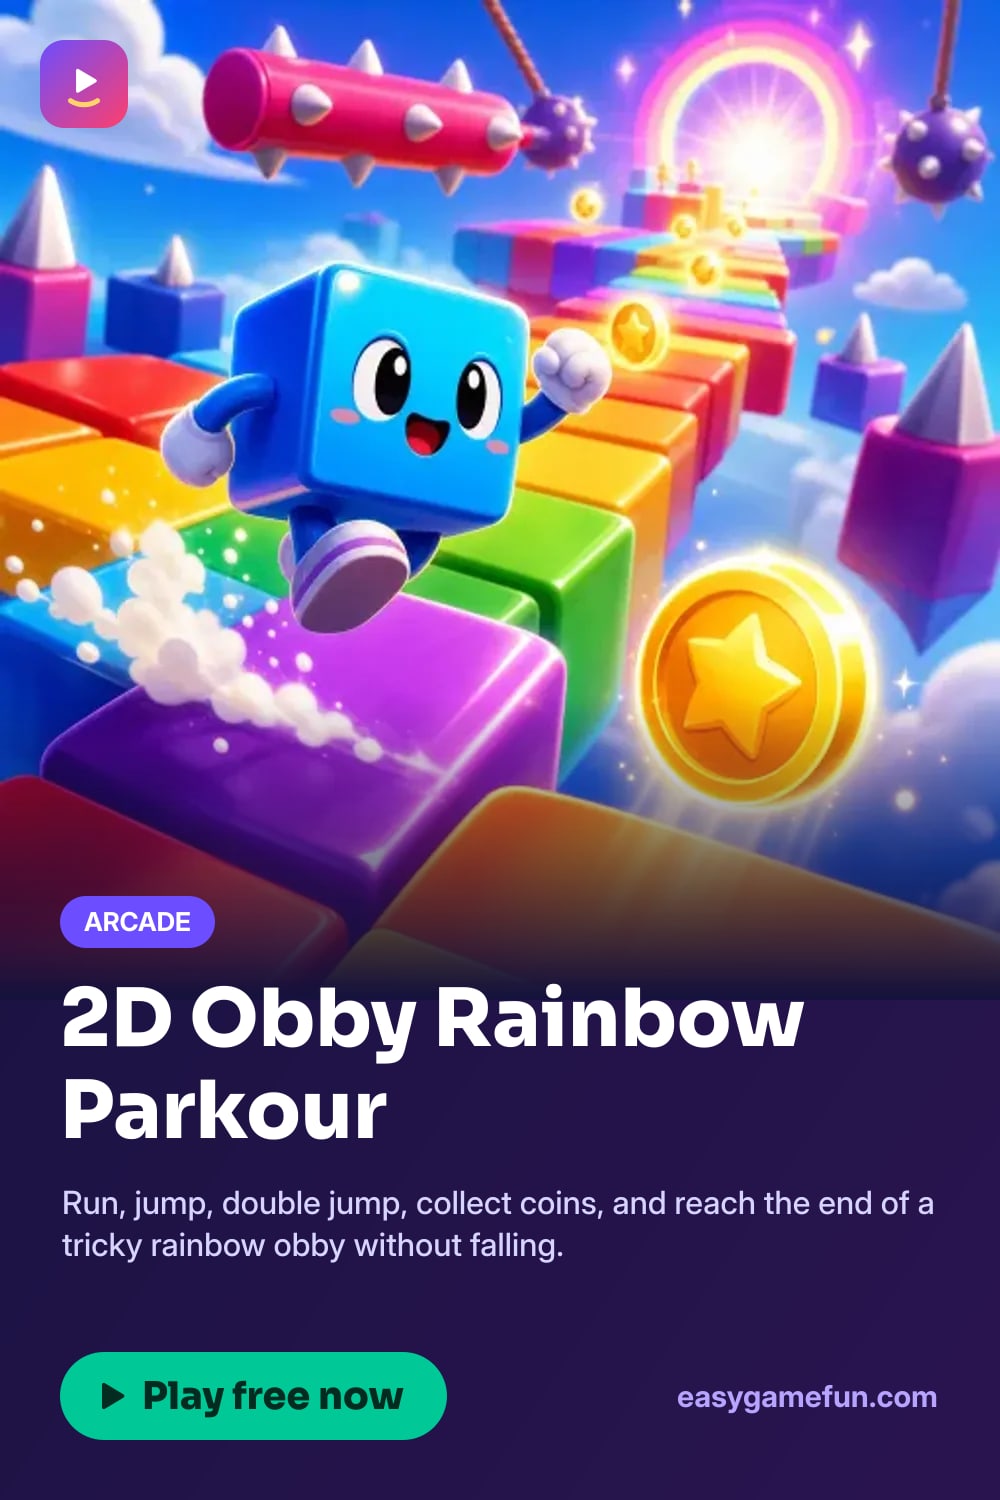 ARCADE
2D Obby Rainbow
Parkour
Run, jump, double jump, collect coins, and reach the end of a
tricky rainbow obby without falling.
Play free now
easygamefun.com